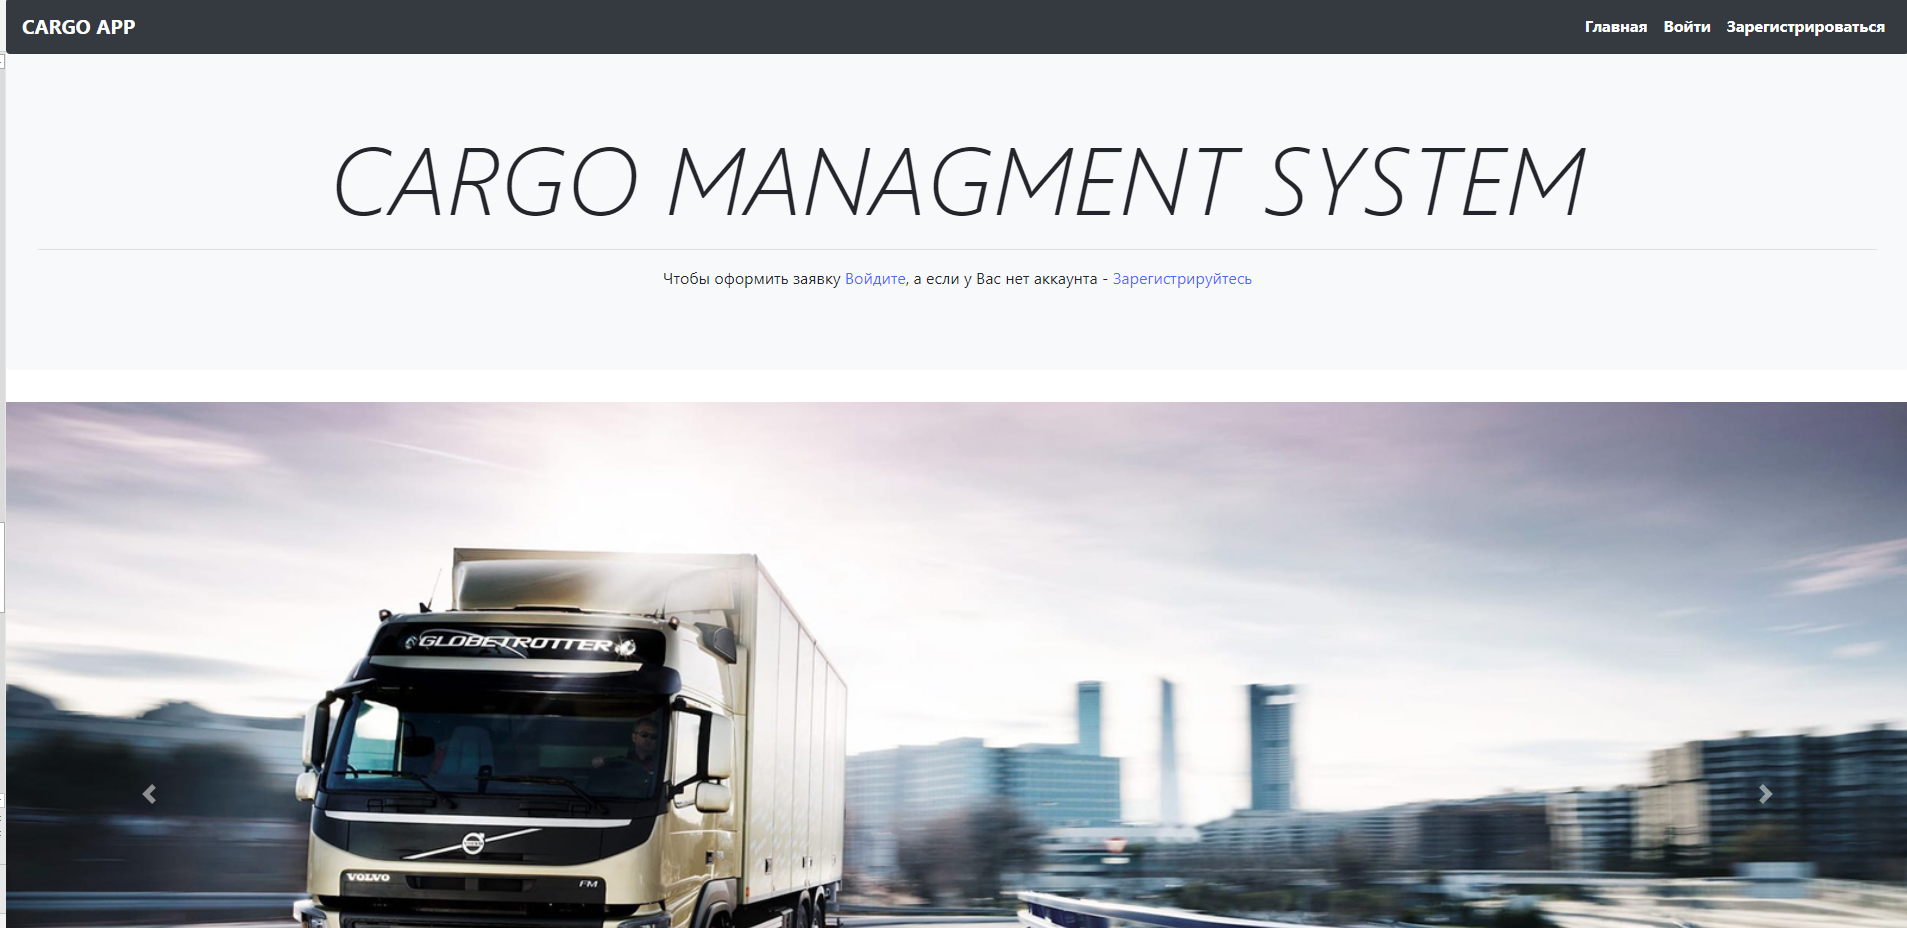 CARGO APP
Главная Войти Зарегистрироваться
CARGO MANAGMENT SYSTEM
Чтобы оформить заявку Войдите, а если у Вас нет аккаунта - Зарегистрируйтесь
GLOBETROTTER
VOLVO
FM